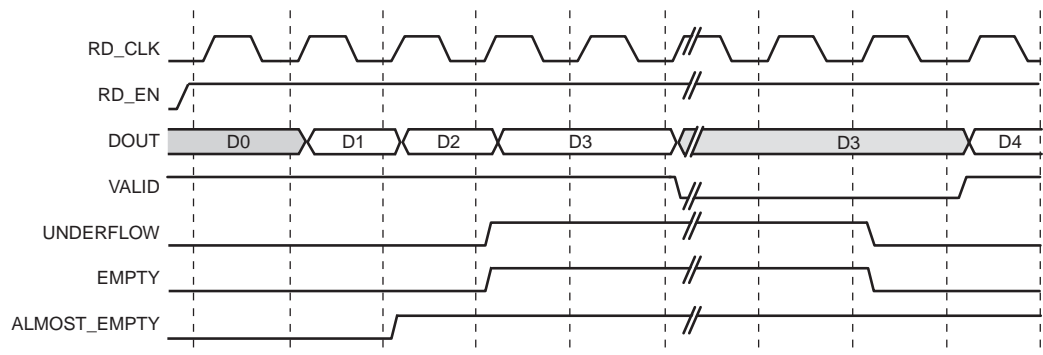 RD_CLK
RD_EN
DOUT D0 D1 D2 D3 D3 D4
VALID
UNDERFLOW
EMPTY
ALMOST_EMPTY